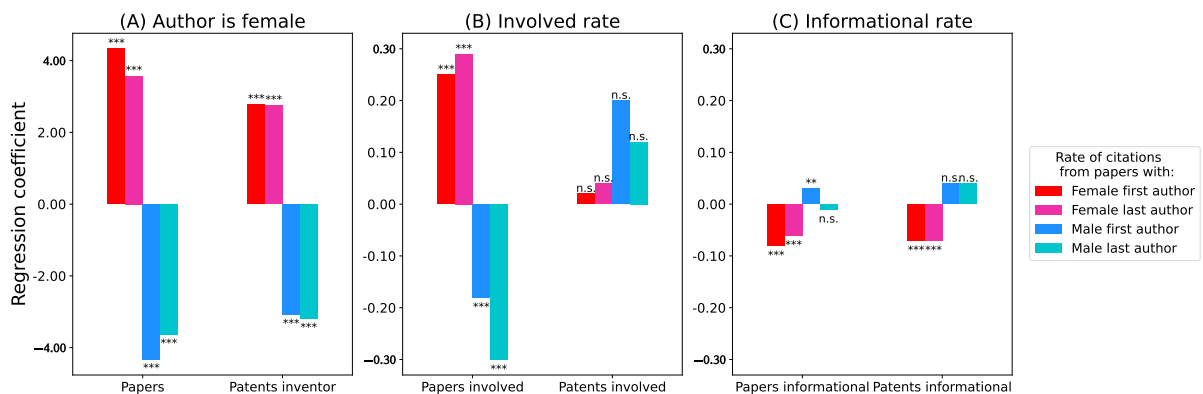 (A) Author is female
(B) Involved rate
(C) Informational rate
Regression coefficient
4.00
2.00
0.00
-2.00
−4.00
***
***
***
***
***
***
***
***
Papers
Patents inventor
0.30
0.20
0.10
0.00
-0.10
-0.20
−0.30
***
***
***
***
n.s.
n.s.
n.s.
n.s.
Papers involved
Patents involved
0.30
0.20
0.10
0.00
-0.10
-0.20
−0.30
***
***
**
n.s.
***
***
n.s.
n.s.
Papers informational
Patents informational
Rate of citations
from papers with:
Female first author
Female last author
Male first author
Male last author